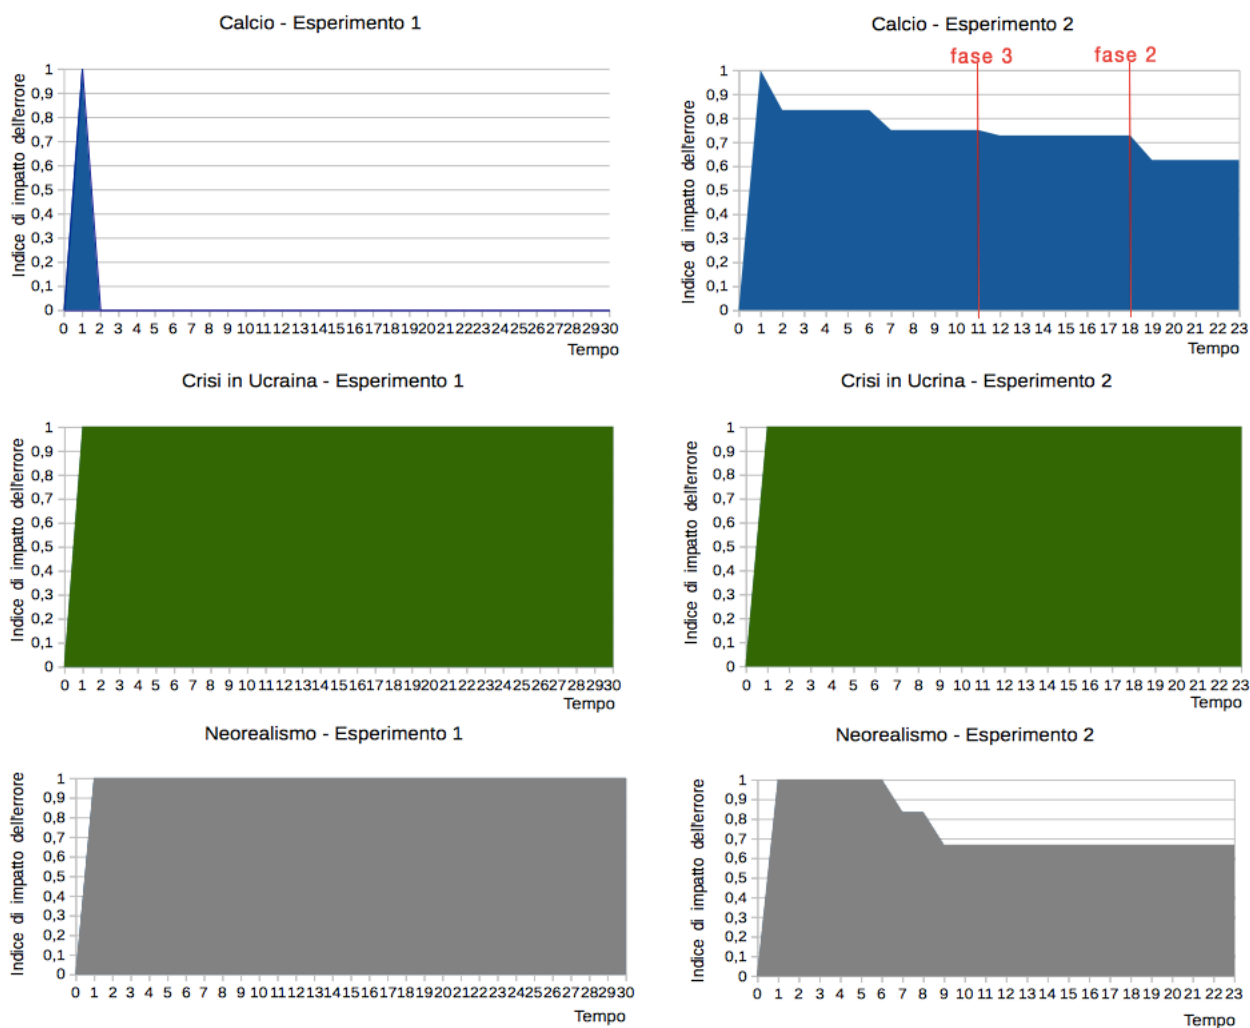 Calcio - Esperimento 1
Indice di impatto dell'errore
1
0,9
0,8
0,7
0,6
0,5
0,4
0,3
0,2
0,1
0
0 1 2 3 4 5 6 7 8 9 10 11 12 13 14 15 16 17 18 19 20 21 22 23 24 25 26 27 28 29 30
Tempo
Calcio - Esperimento 2
fase 3
fase 2
Indice di impatto dell'errore
1
0,9
0,8
0,7
0,6
0,5
0,4
0,3
0,2
0,1
0
0 1 2 3 4 5 6 7 8 9 10 11 12 13 14 15 16 17 18 19 20 21 22 23
Tempo
Crisi in Ucraina - Esperimento 1
Indice di impatto dell'errore
1
0,9
0,8
0,7
0,6
0,5
0,4
0,3
0,2
0,1
0
0 1 2 3 4 5 6 7 8 9 10 11 12 13 14 15 16 17 18 19 20 21 22 23 24 25 26 27 28 29 30
Tempo
Crisi in Ucrina - Esperimento 2
Indice di impatto dell'errore
1
0,9
0,8
0,7
0,6
0,5
0,4
0,3
0,2
0,1
0
0 1 2 3 4 5 6 7 8 9 10 11 12 13 14 15 16 17 18 19 20 21 22 23
Tempo
Neorealismo - Esperimento 1
Indice di impatto dell'errore
1
0,9
0,8
0,7
0,6
0,5
0,4
0,3
0,2
0,1
0
0 1 2 3 4 5 6 7 8 9 10 11 12 13 14 15 16 17 18 19 20 21 22 23 24 25 26 27 28 29 30
Tempo
Neorealismo - Esperimento 2
Indice di impatto dell'errore
1
0,9
0,8
0,7
0,6
0,5
0,4
0,3
0,2
0,1
0
0 1 2 3 4 5 6 7 8 9 10 11 12 13 14 15 16 17 18 19 20 21 22 23
Tempo